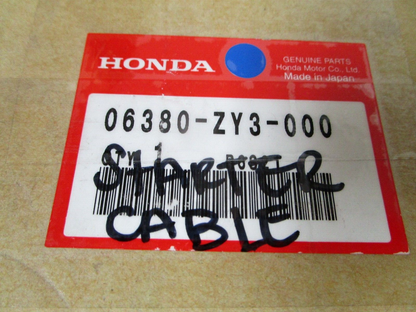 HONDA
GENUINE PARTS
Honda Motor Co., Ltd.
Made in Japan
06380-ZY3-000
STARTER
CABLE